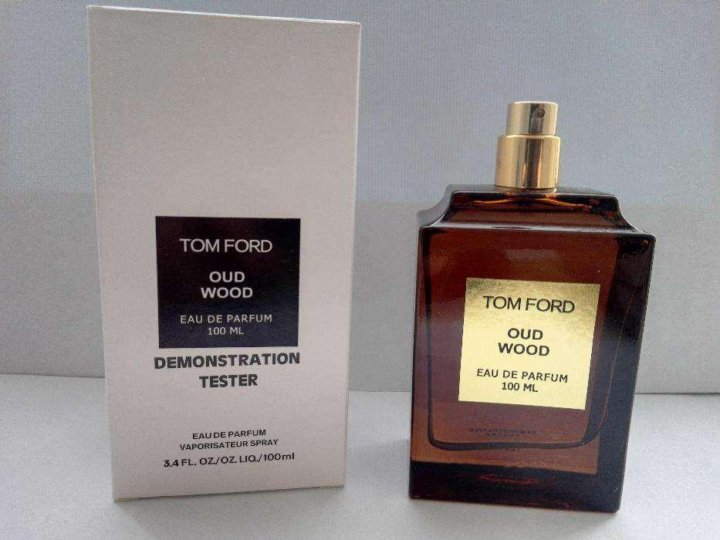 TOM FORD
OUD
WOOD
EAU DE PARFUM
100 ML
DEMONSTRATION
TESTER
EAU DE PARFUM
VAPORISATEUR SPRAY
3.4 FL. OZ./OZ. LIQ./100ml
TOM FORD
OUD
WOOD
EAU DE PARFUM
100 ML